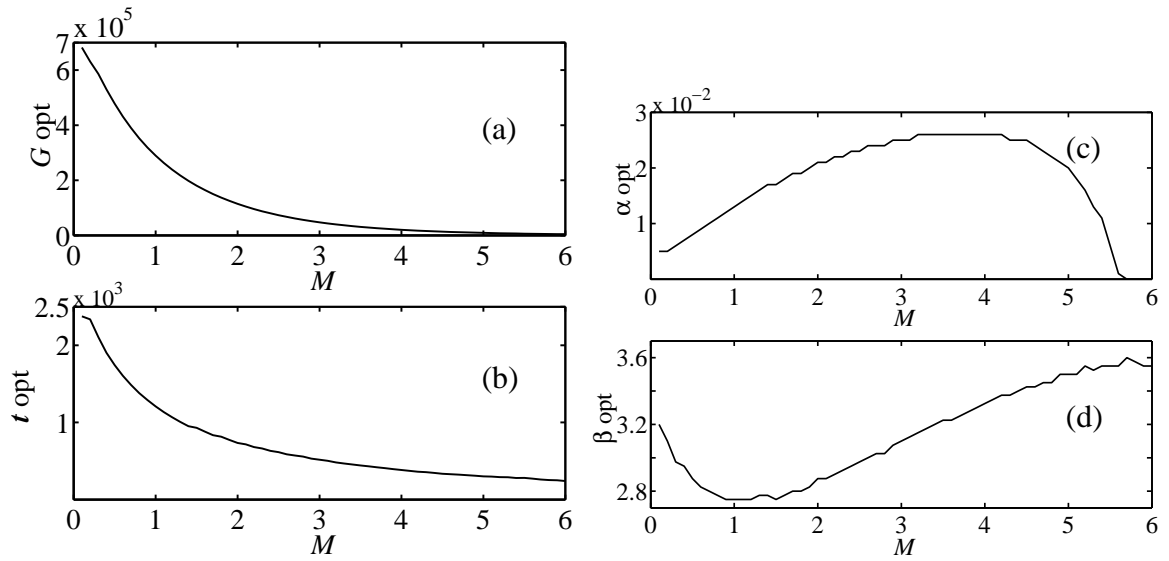 x 10^5
7
6
4
2
0
G opt
(a)
0 1 2 3 4 5 6
M
x 10^3
2.5
2
1
t opt
(b)
0 1 2 3 4 5 6
M
x 10^−2
3
2
1
α opt
(c)
0 1 2 3 4 5 6
M
3.6
3.2
2.8
β opt
(d)
0 1 2 3 4 5 6
M